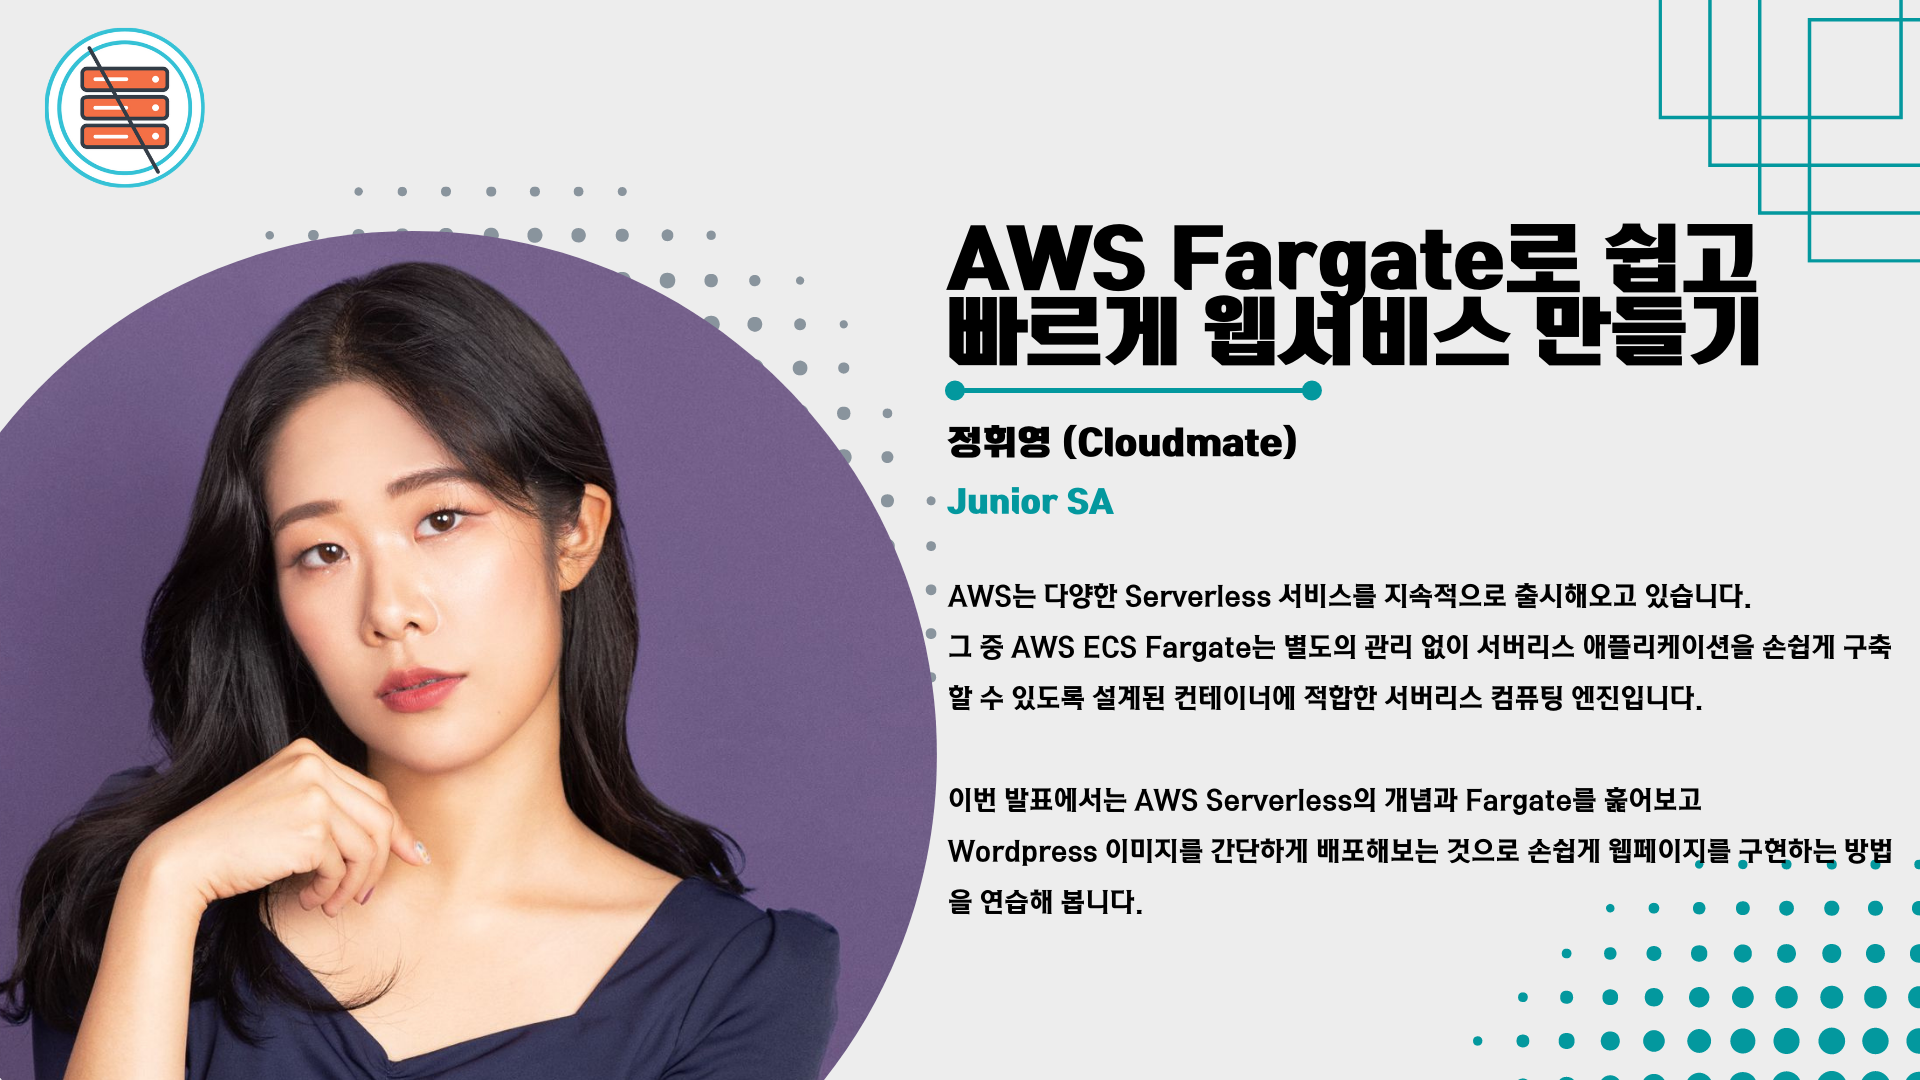 AWS Fargate로 쉽고
빠르게 웹서비스 만들기
정휘영 (Cloudmate)
Junior SA
AWS는 다양한 Serverless 서비스를 지속적으로 출시해오고 있습니다.
그 중 AWS ECS Fargate는 별도의 관리 없이 서버리스 애플리케이션을 손쉽게 구축
할 수 있도록 설계된 컨테이너에 적합한 서버리스 컴퓨팅 엔진입니다.
이번 발표에서는 AWS Serverless의 개념과 Fargate를 훑어보고
Wordpress 이미지를 간단하게 배포해보는 것으로 손쉽게 웹페이지를 구현하는 방법
을 연습해 봅니다.